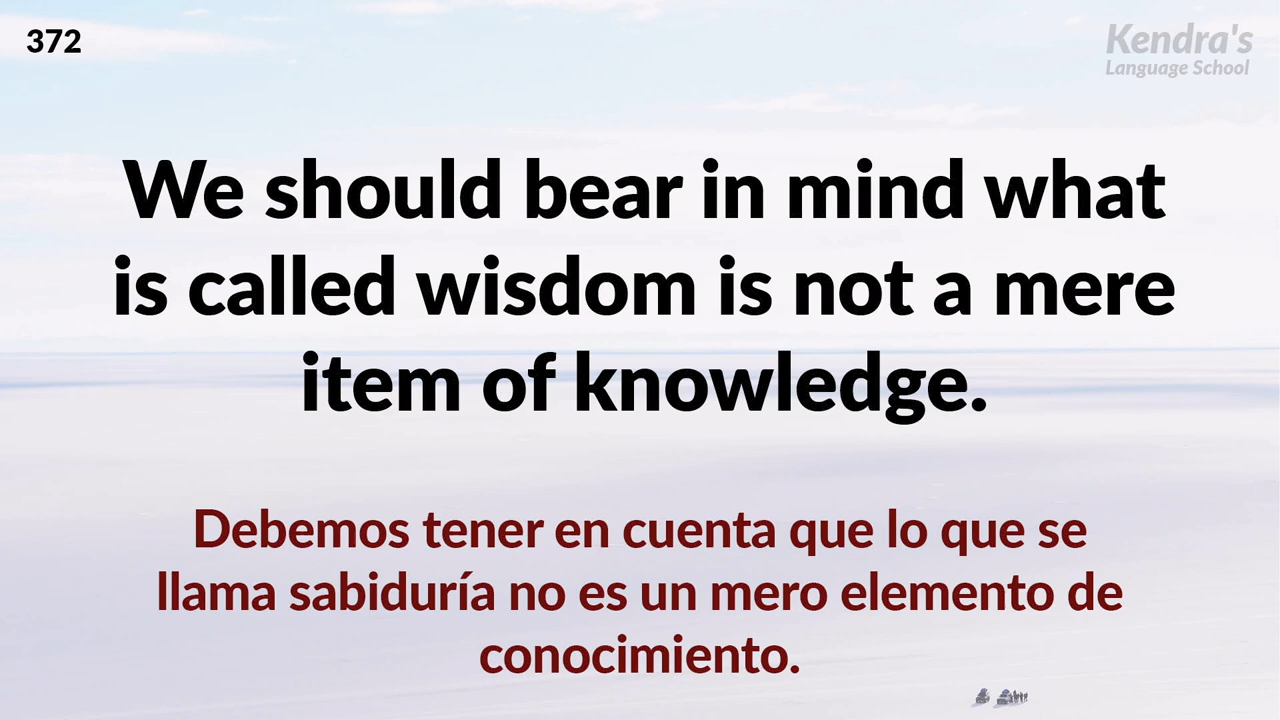 372
Kendra's
Language School
We should bear in mind what
is called wisdom is not a mere
item of knowledge.
Debemos tener en cuenta que lo que se
llama sabiduría no es un mero elemento de
conocimiento.